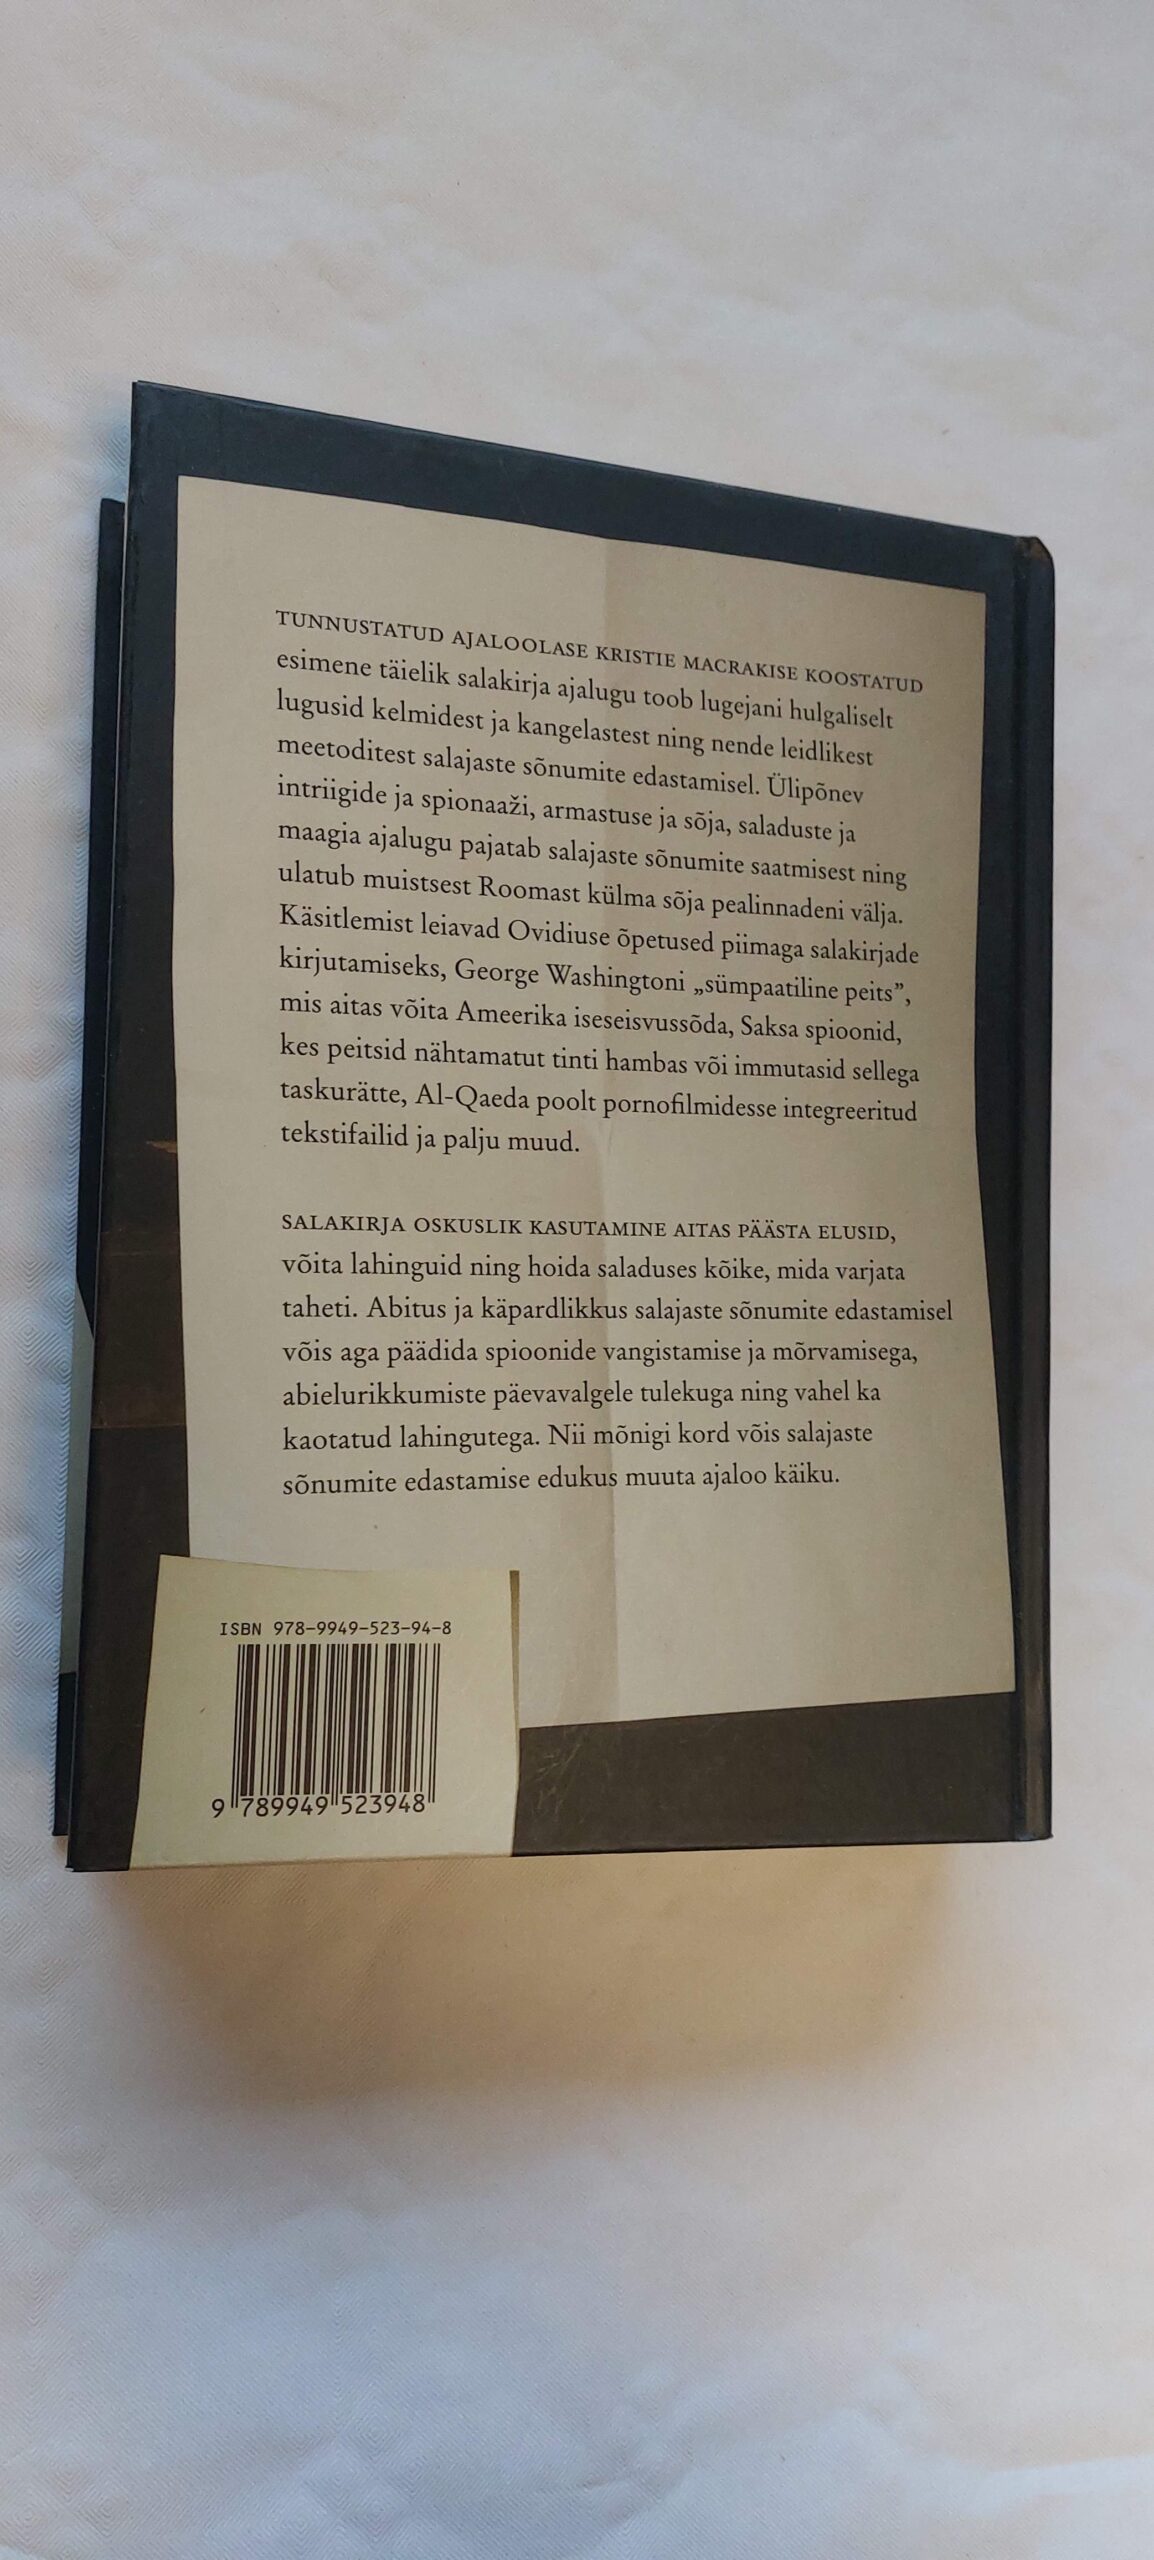 TUNNUSTATUD AJALOOLASE KRISTIE MACRAKISE KOOSTATUD
esimene täielik salakirja ajalugu toob lugejani hulgaliselt
lugusid kelmidest ja kangelastest ning nende leidlikest
meetoditest salajaste sõnumite edastamisel. Ülipõnev
intriigide ja spionaaži, armastuse ja sõja, saladuste ja
maagia ajalugu pajatab salajaste sõnumite saatmisest ning
ulatub muistsest Roomast külma sõja pealinnadeni välja.
Käsitlemist leiavad Ovidiuse õpetused piimaga salakirjade
kirjutamiseks, George Washingtoni „sümpaatiline peits”,
mis aitas võita Ameerika iseseisvussõda, Saksa spioonid,
kes peitsid nähtamatut tinti hambas või immutasid sellega
taskurätte, Al-Qaeda poolt pornofilmidesse integreeritud
tekstifailid ja palju muud.
SALAKIRJA OSKUSLIK KASUTAMINE AITAS PÄÄSTA ELUSID,
võita lahinguid ning hoida saladuses kõike, mida varjata
taheti. Abitus ja käpardlikkus salajaste sõnumite edastamisel
võis aga päädida spioonide vangistamise ja mõrvamisega,
abielurikkumiste päevavalgele tulekuga ning vahel ka
kaotatud lahingutega. Nii mõnigi kord võis salajaste
sõnumite edastamise edukus muuta ajaloo käiku.
ISBN 978-9949-523-94-8
9 789949 523948